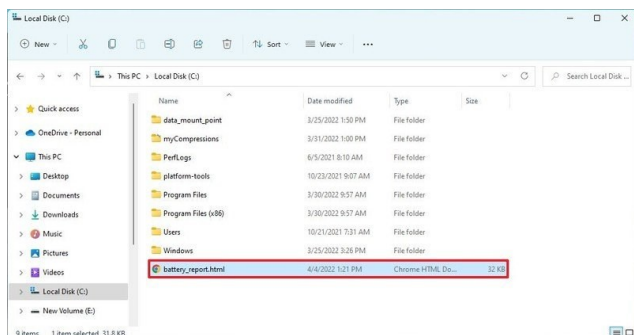 Local Disk (C:)
New Sort View
This PC > Local Disk (C:) Search Local Disk ...
Name Date modified Type Size
Quick access
OneDrive - Personal
This PC
Desktop
Documents
Downloads
Music
Pictures
Videos
Local Disk (C:)
New Volume (E:)
data_mount_point 3/25/2022 1:50 PM File folder
myCompressions 3/31/2022 1:00 PM File folder
PerfLogs 6/5/2021 8:10 AM File folder
platform-tools 10/23/2021 9:07 AM File folder
Program Files 3/30/2022 9:57 AM File folder
Program Files (x86) 3/30/2022 9:57 AM File folder
Users 10/21/2021 7:31 AM File folder
Windows 3/25/2022 3:26 PM File folder
battery_report.html 4/4/2022 1:21 PM Chrome HTML Do... 32 KB
9 items 1 item selected 31.8 KB